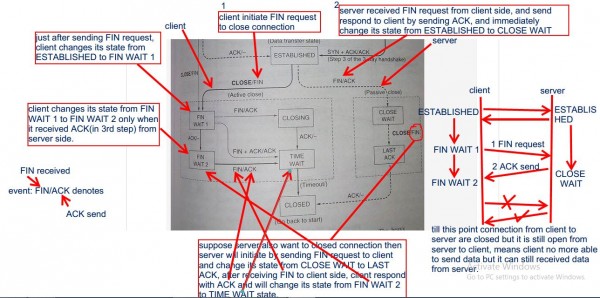 1
client initiate FIN request
to close connection
2
server received FIN request from client side, and send
respond to client by sending ACK, and immediately
change its state from ESTABLISHED to CLOSE WAIT
client
server
just after sending FIN request,
client changes its state from
ESTABLISHED to FIN WAIT 1
(Data transfer state)
ACK/–
ESTABLISHED
SYN + ACK/ACK
(Step 3 of the 3-way handshake)
CLOSE/FIN
FIN/ACK
(Active close)
(Passive close)
client changes its state from FIN
WAIT 1 to FIN WAIT 2 only when
it received ACK(in 3rd step) from
server side.
FIN/ACK
FIN
WAIT 1
CLOSING
CLOSE
WAIT
ACK/–
ACK/–
CLOSE/FIN
FIN + ACK/ACK
FIN
WAIT 2
TIME
WAIT
LAST
ACK
FIN/ACK
(Timeout)
CLOSED
ACK/–
(Go back to start)
FIN received
event: FIN/ACK denotes
ACK send
client
server
ESTABLISHED
ESTABLIS
HED
1 FIN request
FIN WAIT 1
2 ACK send
FIN WAIT 2
CLOSE
WAIT
till this point connection from client to
server are closed but it is still open from
server to client, means client no more able
to send data but it can still received data
from server.
suppose server also want to closed connection then
server will initiate by sending FIN request to client
and change its state from CLOSE WAIT to LAST
ACK, after receiving FIN to client side, client respond
with ACK and will change its state from FIN WAIT 2
to TIME WAIT state.
Activate Windows
Go to PC settings to activate Windows.